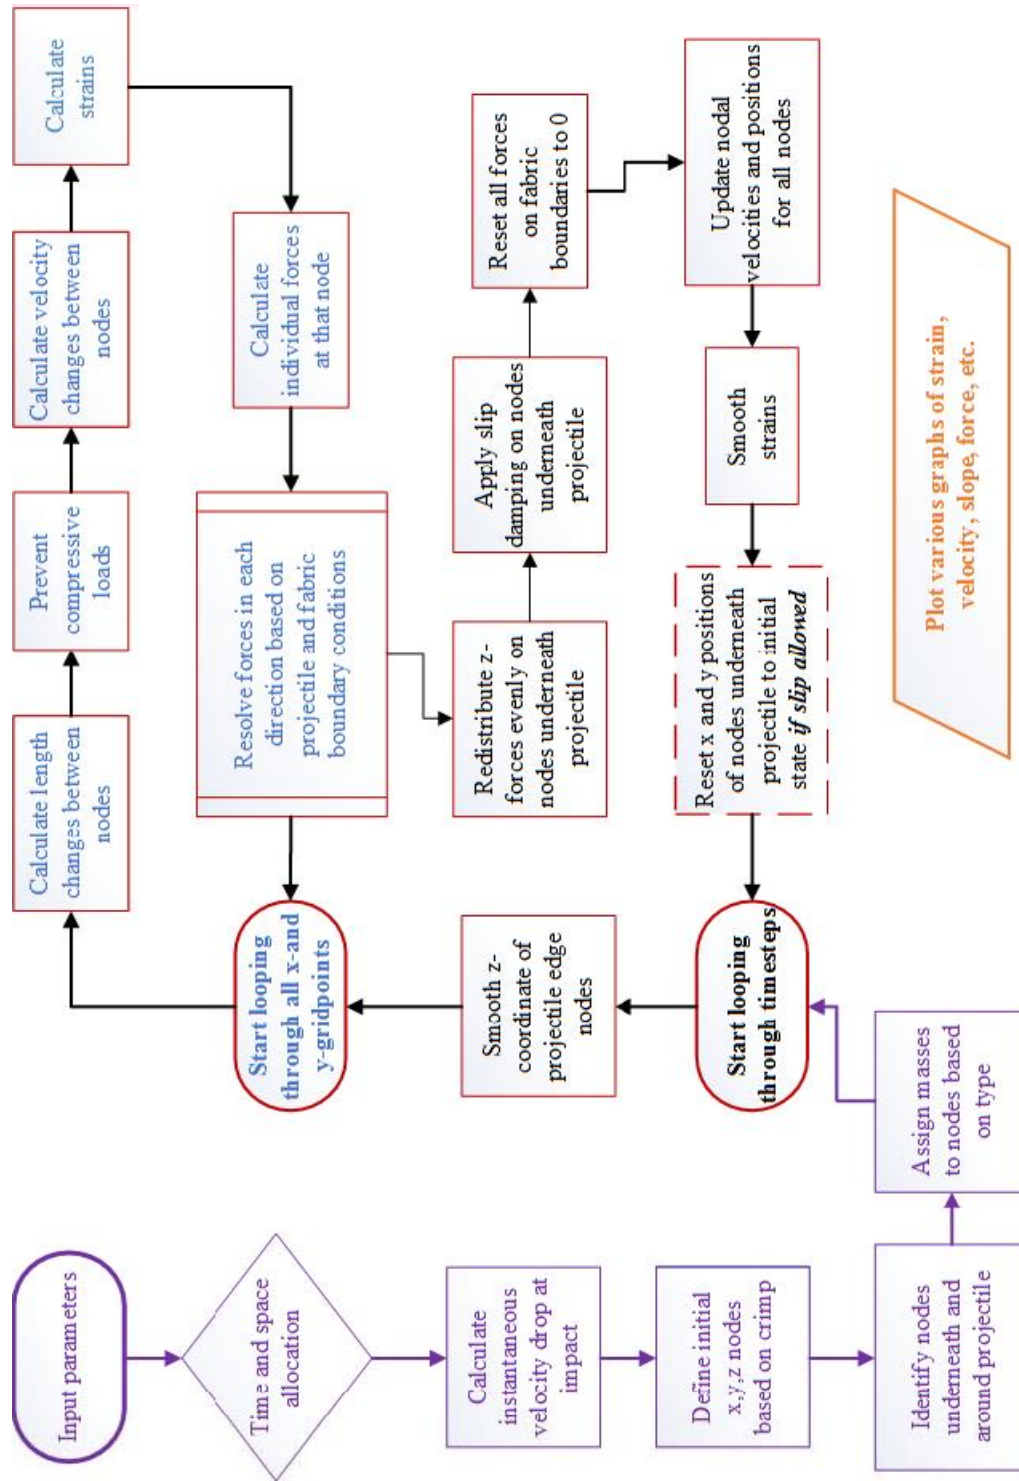 Input parameters
Time and space
allocation
Calculate
instantaneous
velocity drop at
impact
Define initial
x,y,z nodes
based on crimp
Identify nodes
underneath and
around projectile
Assign masses
to nodes based
on type
Start looping
through timesteps
Smooth z-
coordinate of
projectile edge
nodes
Start looping
through all x-and
y-gridpoints
Calculate length
changes between
nodes
Prevent
compressive
loads
Calculate velocity
changes between
nodes
Calculate
strains
Calculate
individual forces
at that node
Resolve forces in each
direction based on
projectile and fabric
boundary conditions
Redistribute z-
forces evenly on
nodes underneath
projectile
Apply slip
damping on nodes
underneath
projectile
Reset all forces
on fabric
boundaries to 0
Update nodal
velocities and positions
for all nodes
Smooth
strains
Reset x and y positions
of nodes underneath
projectile to initial
state if slip allowed
Plot various graphs of strain,
velocity, slope, force, etc.